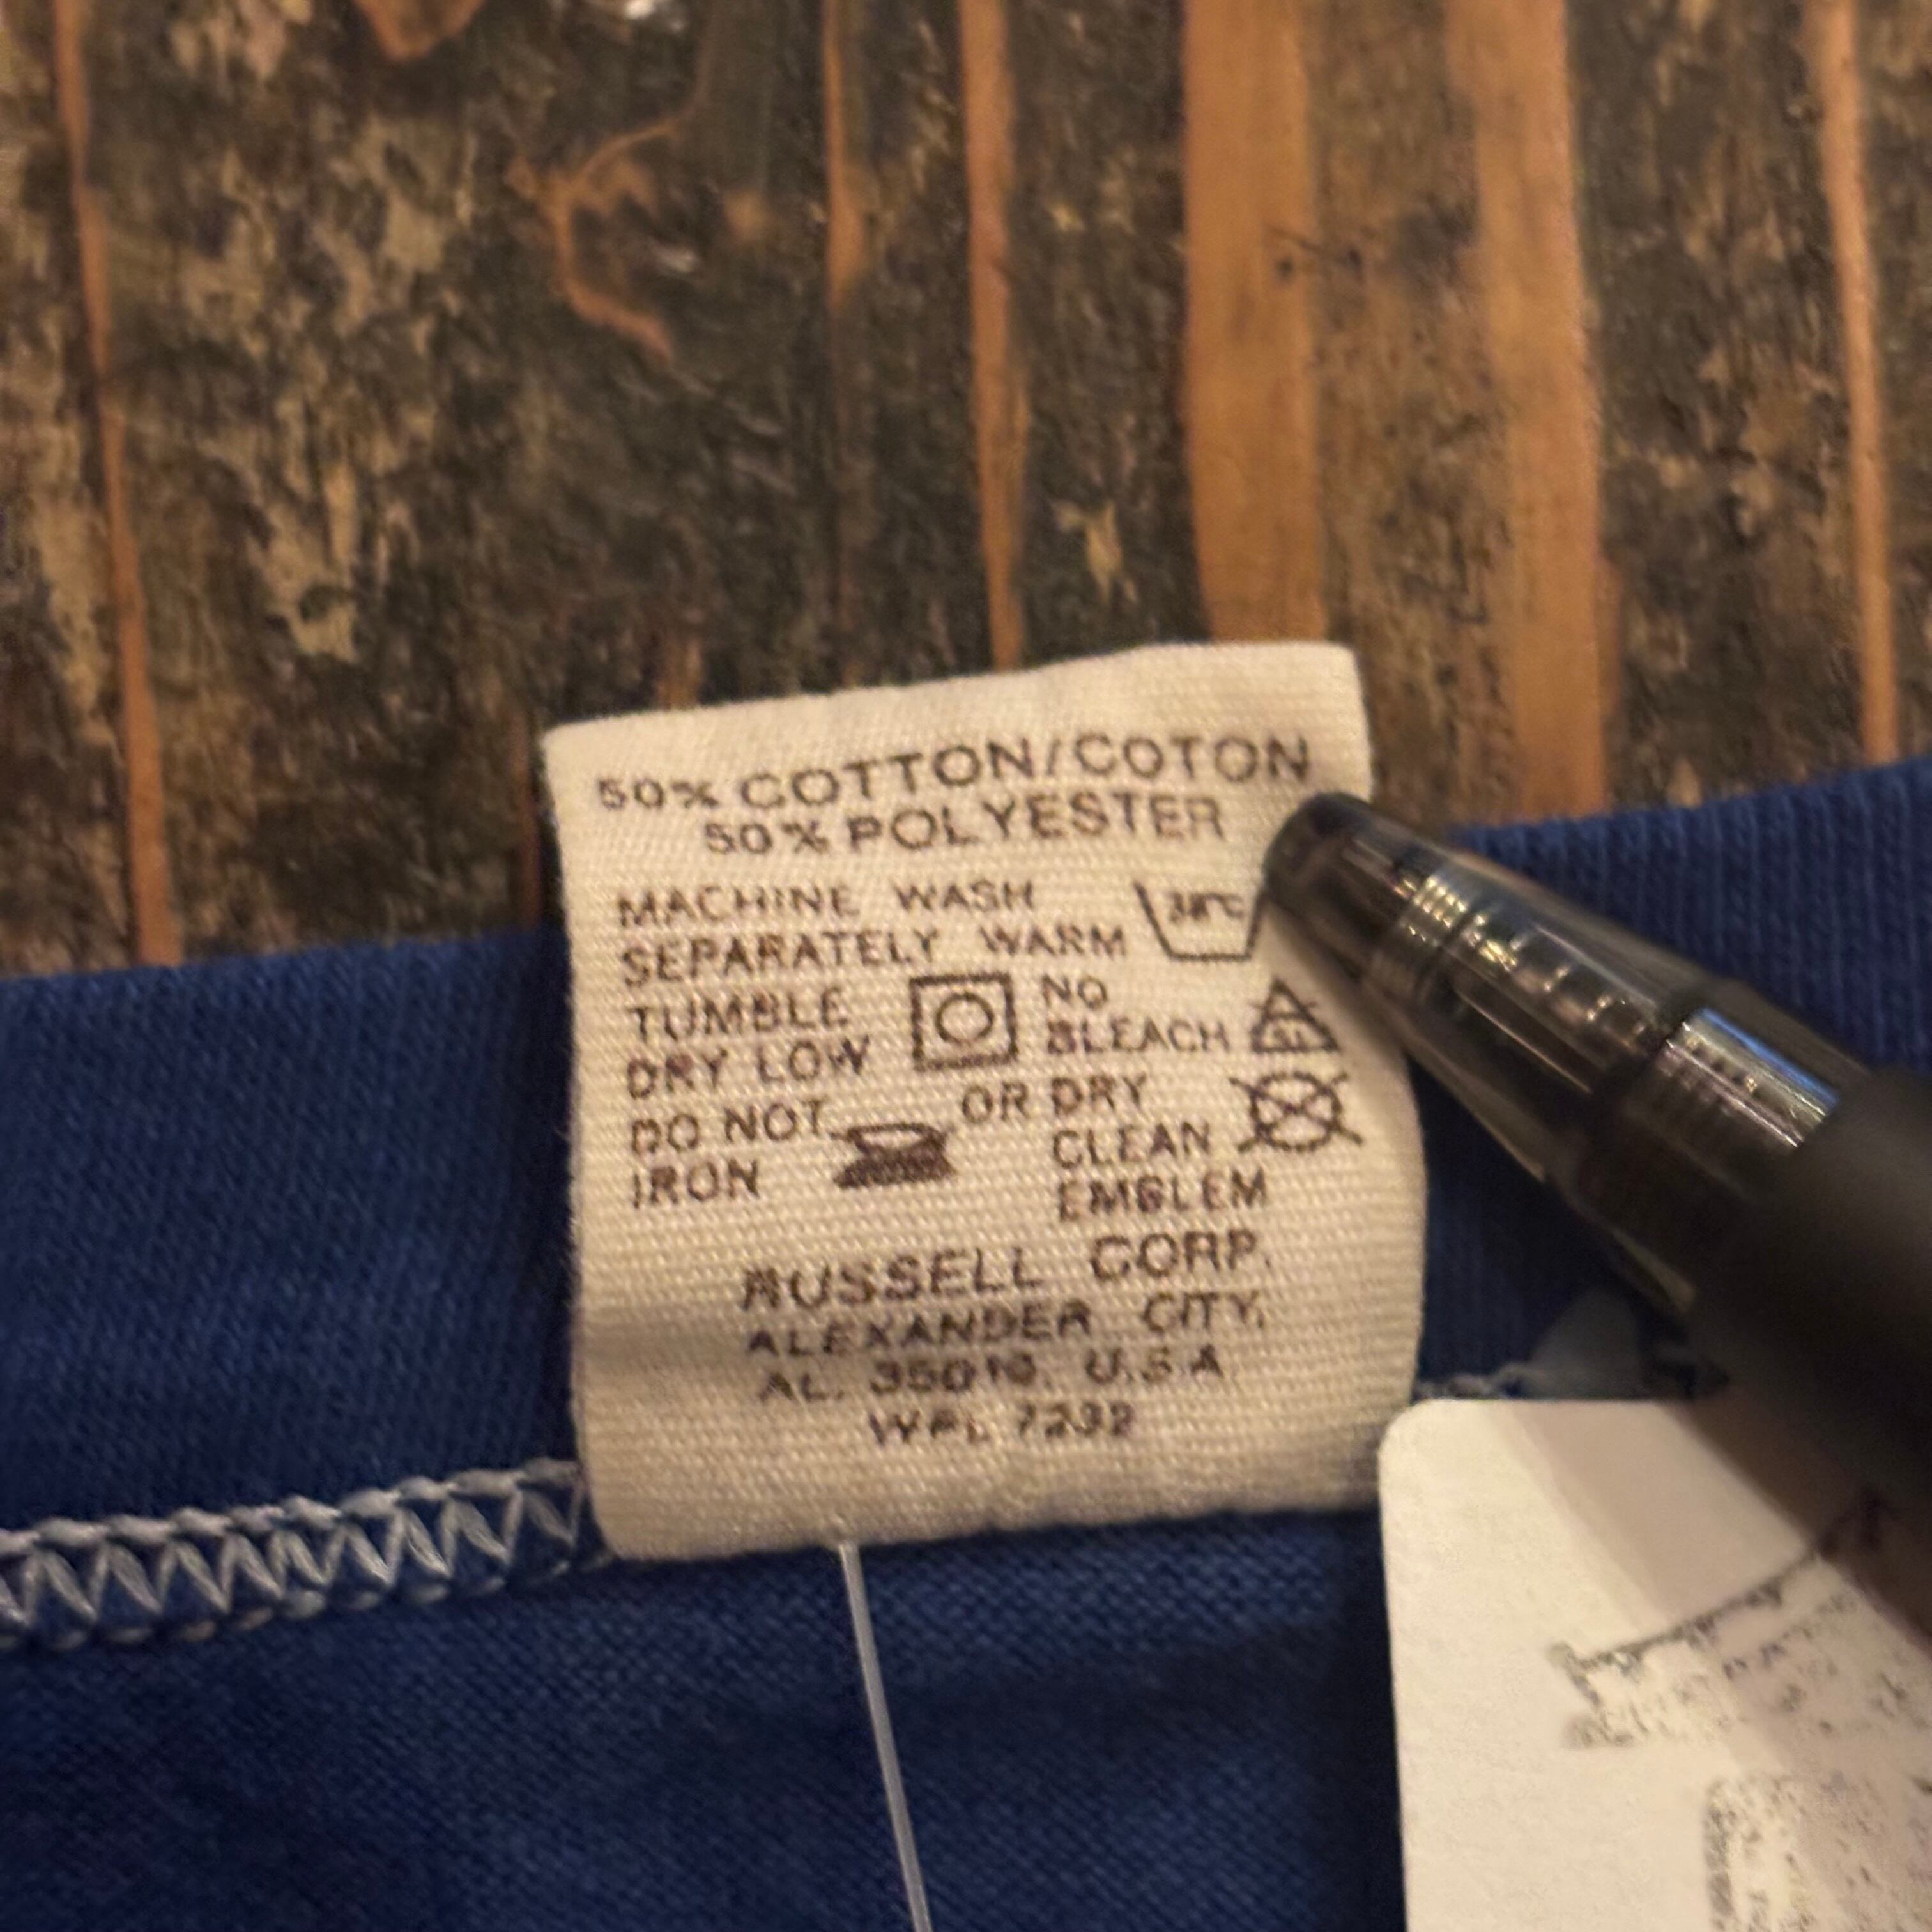 50% COTTON/COTON
50% POLYESTER
MACHINE WASH
SEPARATELY WARM
TUMBLE
DRY LOW
NO
BLEACH
DO NOT
IRON
OR DRY
CLEAN
EMBLEM
RUSSELL CORP.
ALEXANDER CITY,
AL. 35010. U.S.A
WPL 7232